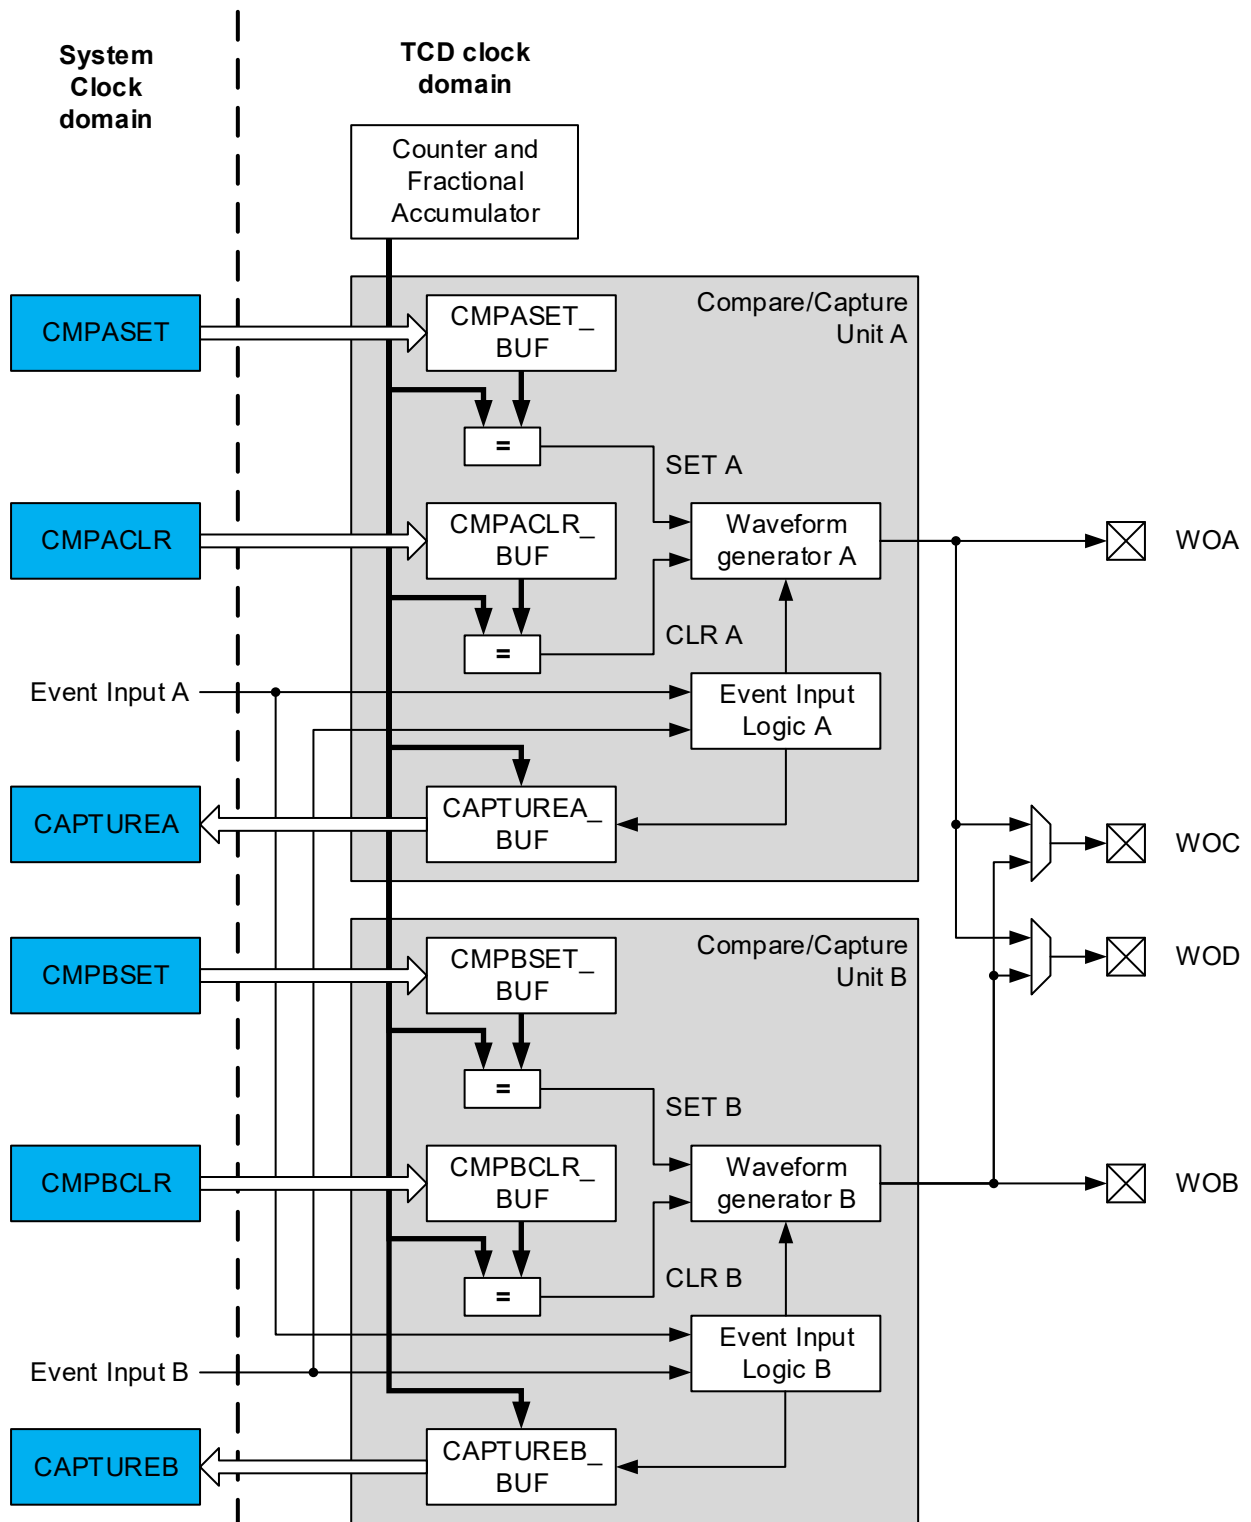 System
Clock
domain
TCD clock
domain
Counter and
Fractional
Accumulator
Compare/Capture
Unit A
CMPASET
CMPASET_
BUF
=
SET A
CMPACLR
CMPACLR_
BUF
Waveform
generator A
WOA
=
CLR A
Event Input A
Event Input
Logic A
CAPTUREA
CAPTUREA_
BUF
WOC
Compare/Capture
Unit B
CMPBSET
CMPBSET_
BUF
WOD
=
SET B
CMPBCLR
CMPBCLR_
BUF
Waveform
generator B
WOB
=
CLR B
Event Input B
Event Input
Logic B
CAPTUREB
CAPTUREB_
BUF